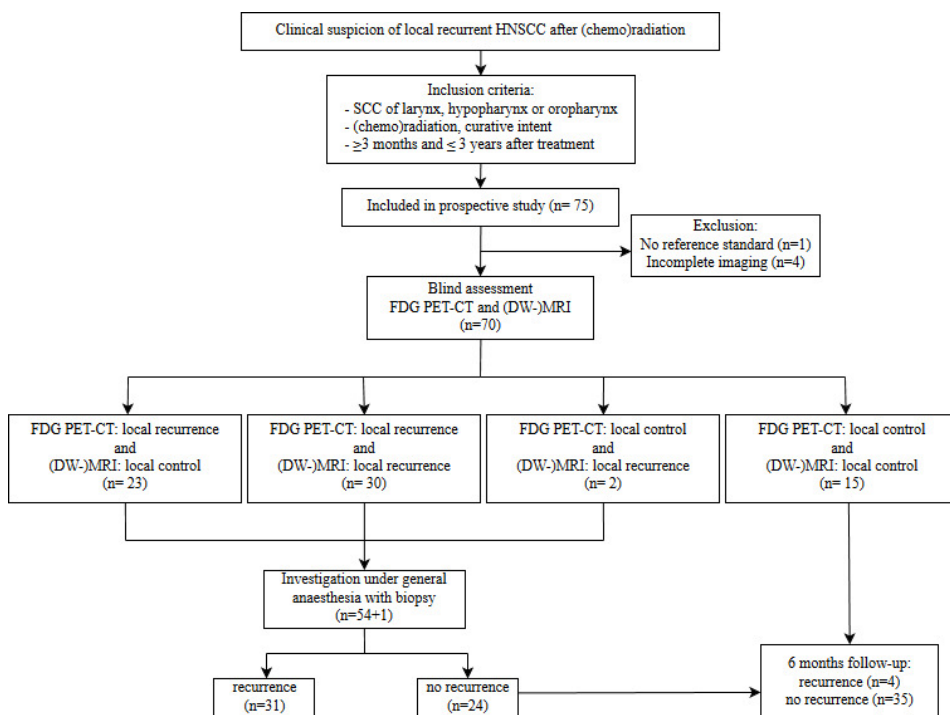 Clinical suspicion of local recurrent HNSCC after (chemo)radiation
Inclusion criteria:
- SCC of larynx, hypopharynx or oropharynx
- (chemo)radiation, curative intent
- ≥3 months and ≤ 3 years after treatment
Included in prospective study (n= 75)
Exclusion:
No reference standard (n=1)
Incomplete imaging (n=4)
Blind assessment
FDG PET-CT and (DW-)MRI
(n=70)
FDG PET-CT: local recurrence
and
(DW-)MRI: local control
(n= 23)
FDG PET-CT: local recurrence
and
(DW-)MRI: local recurrence
(n= 30)
FDG PET-CT: local control
and
(DW-)MRI: local recurrence
(n= 2)
FDG PET-CT: local control
and
(DW-)MRI: local control
(n= 15)
Investigation under general
anaesthesia with biopsy
(n=54+1)
recurrence
(n=31)
no recurrence
(n=24)
6 months follow-up:
recurrence (n=4)
no recurrence (n=35)